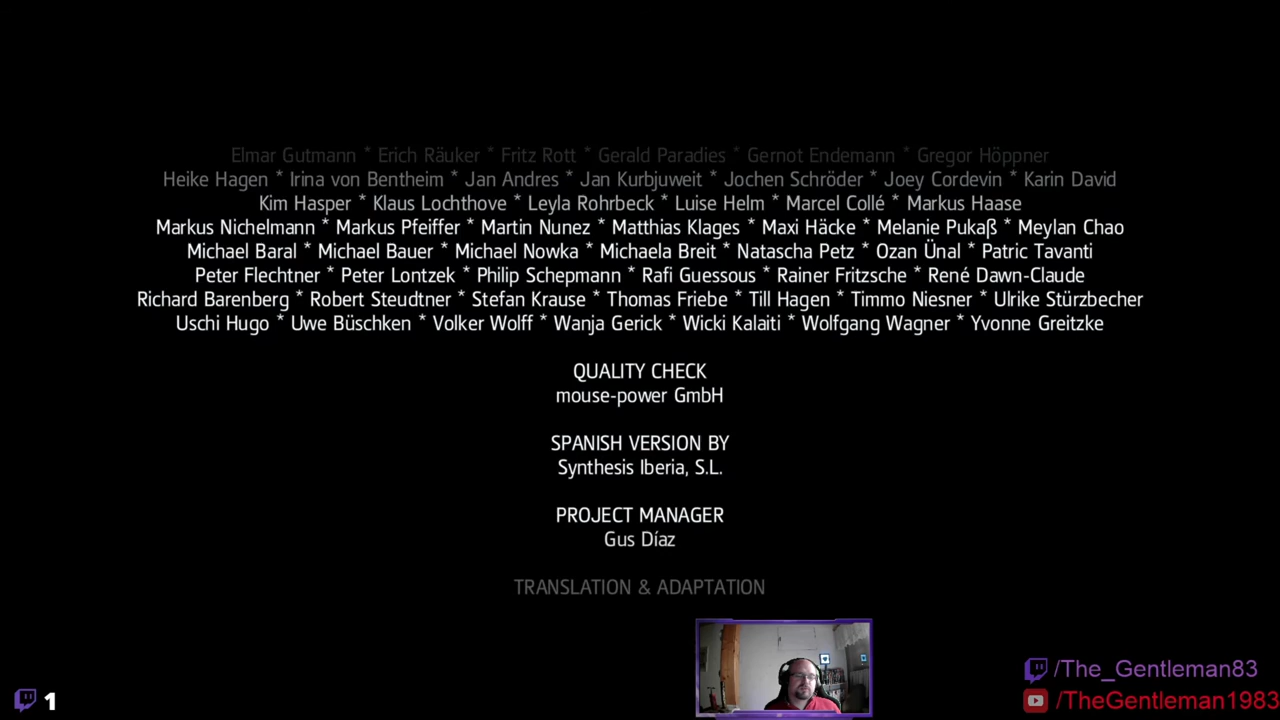 Elmar Gutmann * Erich Räuker * Fritz Rott * Gerald Paradies * Gernot Endemann * Gregor Höppner
Heike Hagen * Irina von Bentheim * Jan Andres * Jan Kurbjuweit * Jochen Schröder * Joey Cordevin * Karin David
Kim Hasper * Klaus Lochthove * Leyla Rohrbeck * Luise Helm * Marcel Collé * Markus Haase
Markus Nichelmann * Markus Pfeiffer * Martin Nunez * Matthias Klages * Maxi Häcke * Melanie Pukaß * Meylan Chao
Michael Baral * Michael Bauer * Michael Nowka * Michaela Breit * Natascha Petz * Ozan Ünal * Patric Tavanti
Peter Flechtner * Peter Lontzek * Philip Schepmann * Rafi Guessous * Rainer Fritzsche * René Dawn-Claude
Richard Barenberg * Robert Steudtner * Stefan Krause * Thomas Friebe * Till Hagen * Timmo Niesner * Ulrike Stürzbecher
Uschi Hugo * Uwe Büschken * Volker Wolff * Wanja Gerick * Wicki Kalaiti * Wolfgang Wagner * Yvonne Greitzke
QUALITY CHECK
mouse-power GmbH
SPANISH VERSION BY
Synthesis Iberia, S.L.
PROJECT MANAGER
Gus Díaz
TRANSLATION & ADAPTATION
/The_Gentleman83
/TheGentleman1983
1